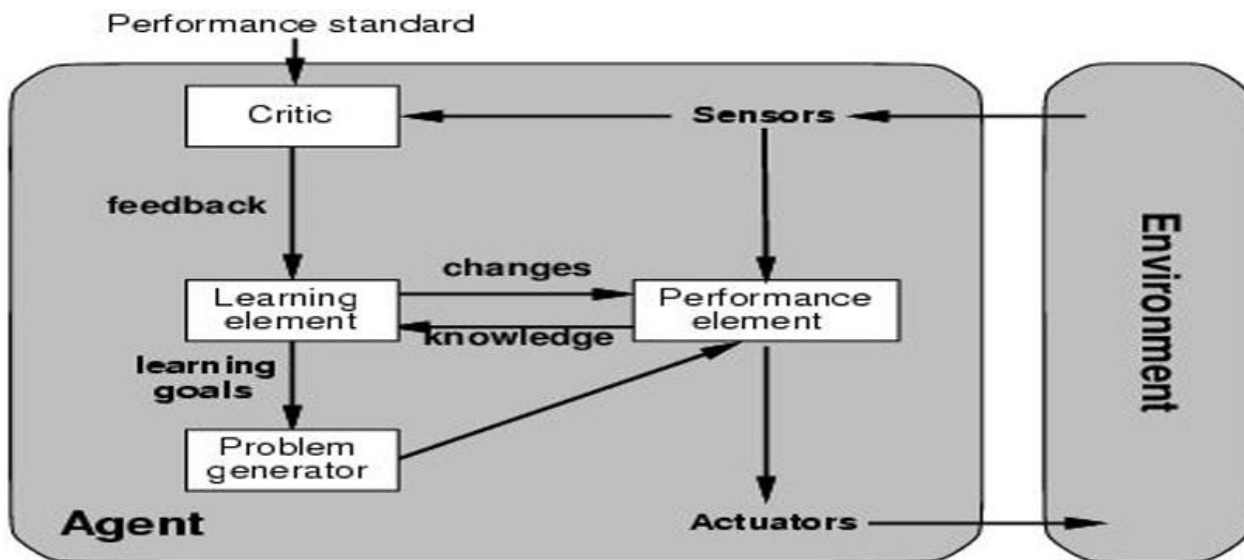 Performance standard
Critic
Sensors
feedback
changes
Learning
element
Performance
element
knowledge
learning
goals
Problem
generator
Agent
Actuators
Environment